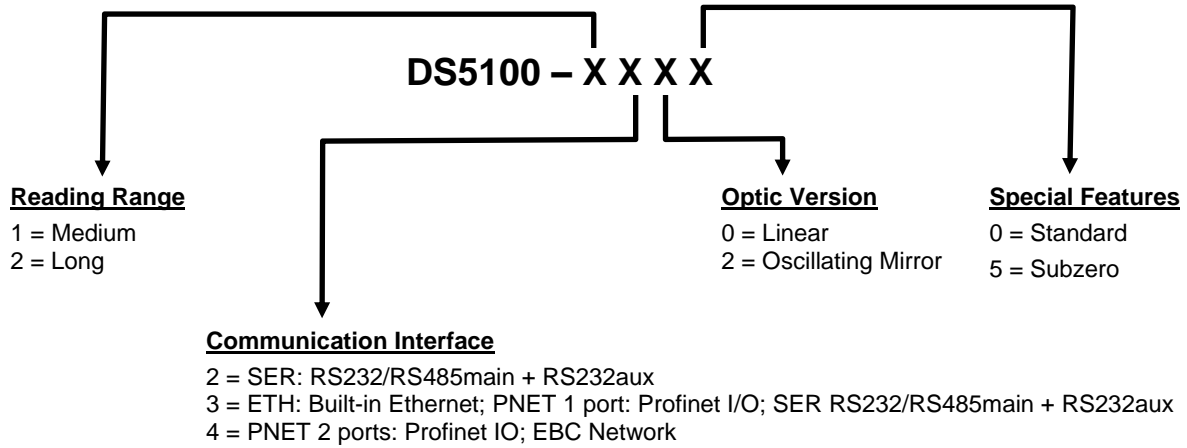 DS5100 – X X X X
Reading Range
1 = Medium
2 = Long
Communication Interface
2 = SER: RS232/RS485main + RS232aux
3 = ETH: Built-in Ethernet; PNET 1 port: Profinet I/O; SER RS232/RS485main + RS232aux
4 = PNET 2 ports: Profinet IO; EBC Network
Optic Version
0 = Linear
2 = Oscillating Mirror
Special Features
0 = Standard
5 = Subzero